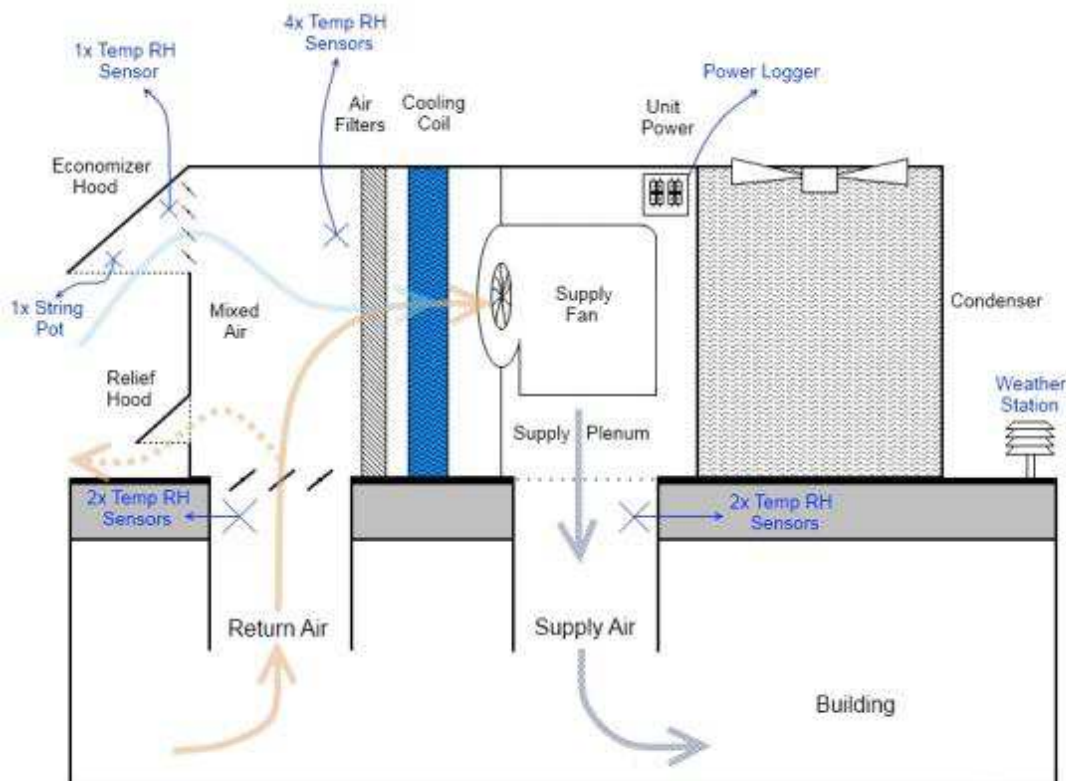 1x Temp RH
Sensor
4x Temp RH
Sensors
Power Logger
Air
Filters
Cooling
Coil
Unit
Power
Economizer
Hood
1x String
Pot
Mixed
Air
Supply
Fan
Condenser
Relief
Hood
Weather
Station
Supply Plenum
2x Temp RH
Sensors
2x Temp RH
Sensors
Return Air
Supply Air
Building